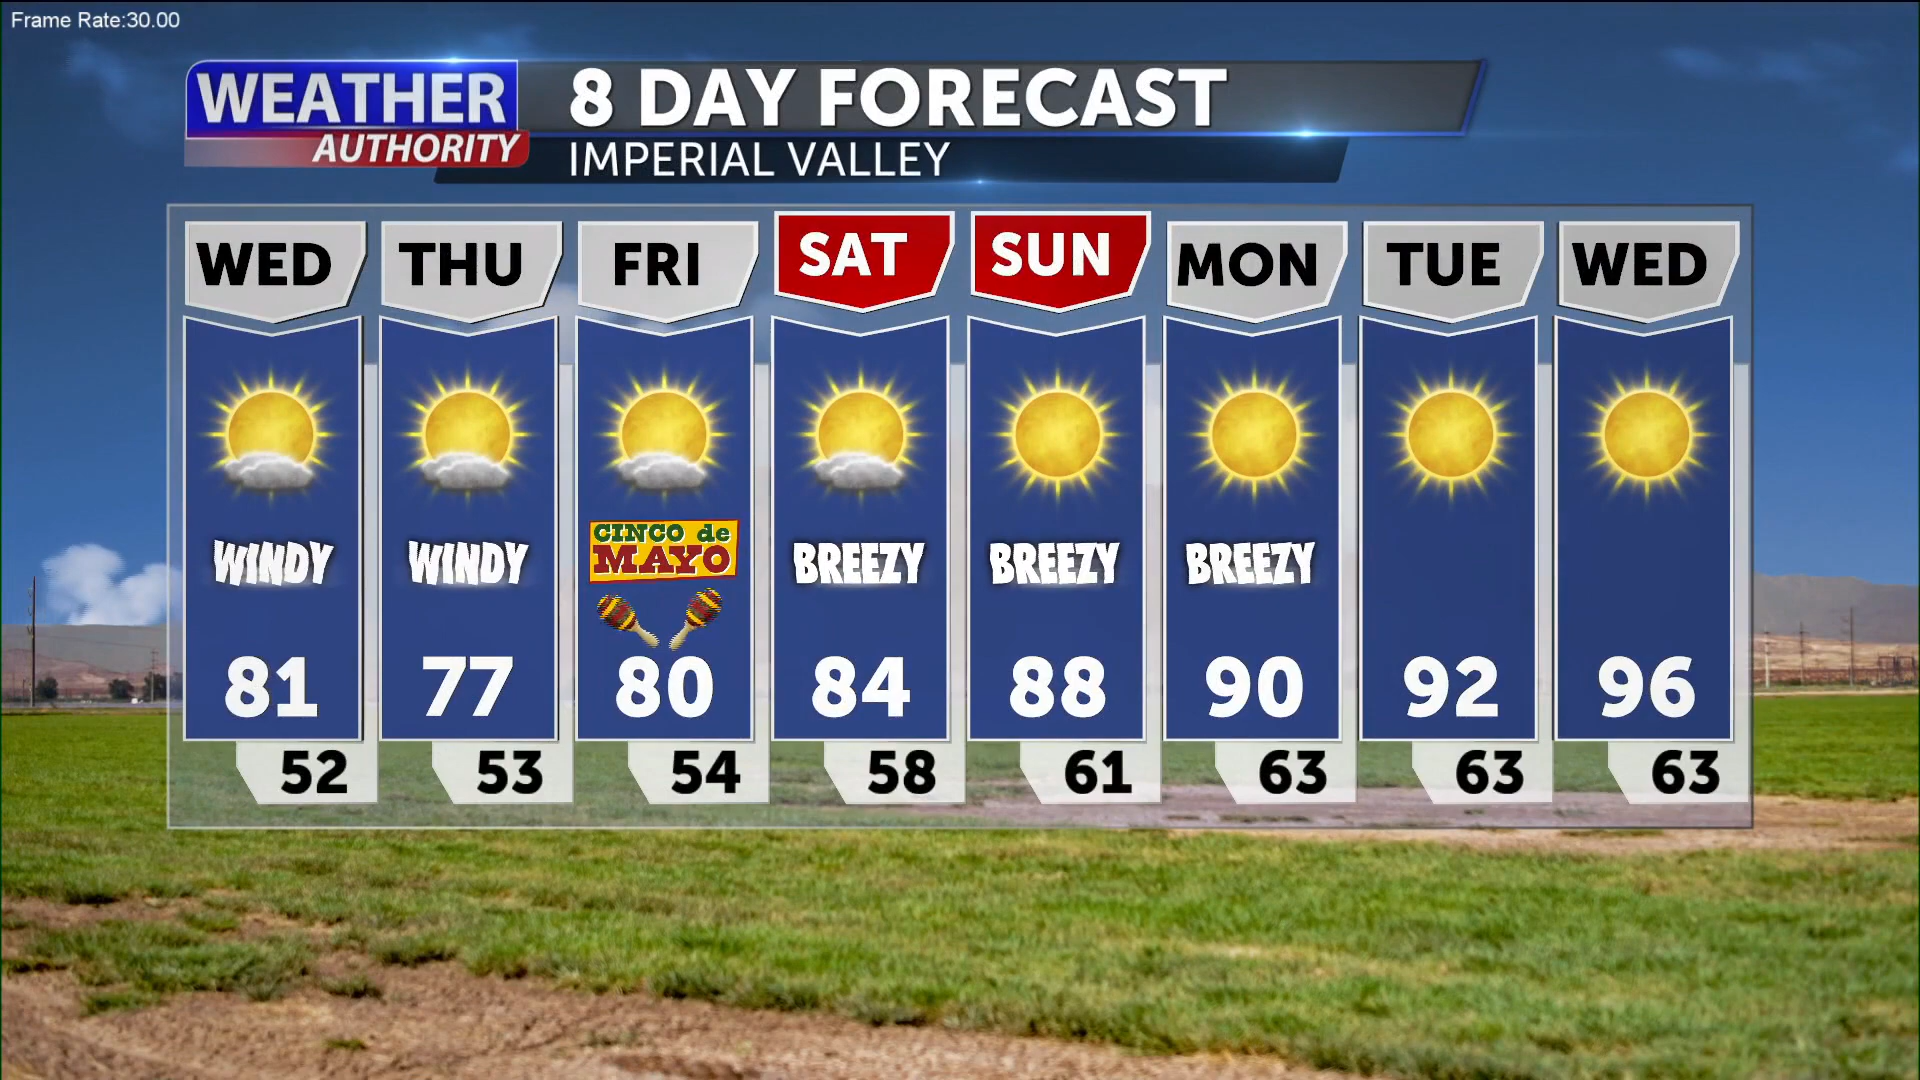 Frame Rate:30.00
WEATHER
AUTHORITY
8 DAY FORECAST
IMPERIAL VALLEY
WED THU FRI SAT SUN MON TUE WED
WINDY WINDY CINCO de MAYO BREEZY BREEZY BREEZY
81 77 80 84 88 90 92 96
52 53 54 58 61 63 63 63